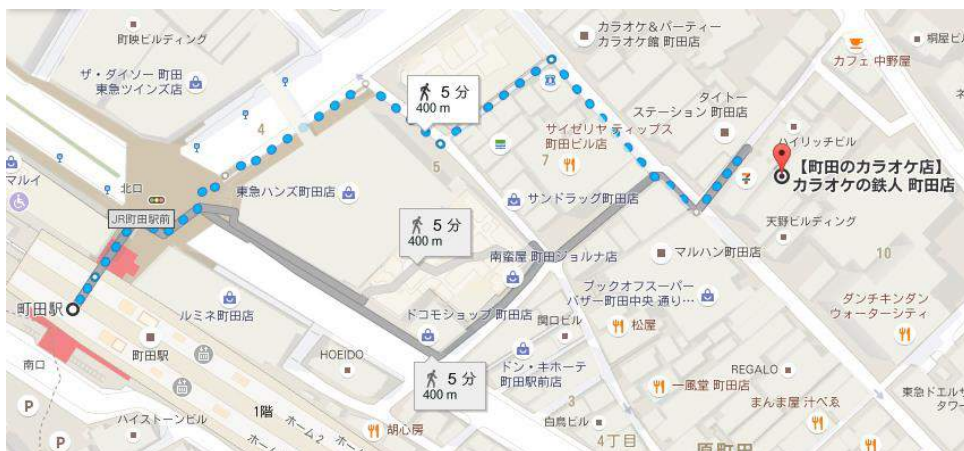 町映ビルディング
ザ・ダイソー 町田
東急ツインズ店
カラオケ&パーティー
カラオケ館 町田店
カフェ 中野屋
桐屋ビ
4
5 分
400 m
タイトー
ステーション 町田店
サイゼリヤ ティップス
町田ビル店
ハイリッチビル
5
7
マルイ
北口
JR町田駅前
東急ハンズ町田店
サンドラッグ町田店
【町田のカラオケ店】
カラオケの鉄人 町田店
天野ビルディング
5 分
400 m
南蛮屋 町田ジョルナ店
マルハン町田店
10
町田駅
ルミネ町田店
ドコモショップ 町田店
ブックオフスーパー
バザー町田中央 通り…
ダンチキンダン
ウォーターシティ
町田駅
南口
HOEIDO
関口ビル
松屋
5 分
400 m
ドン・キホーテ
町田駅前店
REGALO
一風堂 町田店
まんま屋 汁べゑ
東急ドエルサ
タワー
P
P
ハイストーンビル
1階
ホーム 2
ホーム
胡心房
3
白鳥ビル
4丁目
原町田